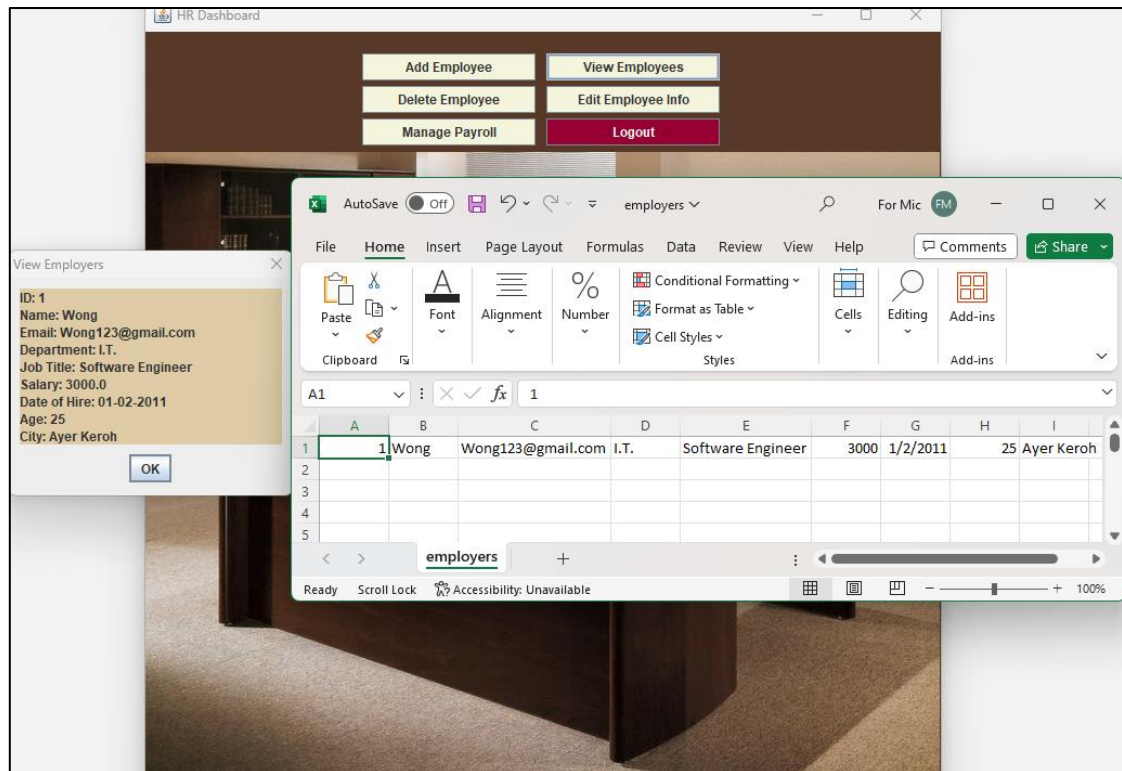 HR Dashboard
Add Employee
View Employees
Delete Employee
Edit Employee Info
Manage Payroll
Logout
AutoSave Off
employers
For Mic FM
File Home Insert Page Layout Formulas Data Review View Help Comments Share
Paste
Font
Alignment
Number
Conditional Formatting
Format as Table
Cell Styles
Cells
Editing
Add-ins
Clipboard
Styles
Add-ins
A1 fx 1
A B C D E F G H I
1 1 Wong Wong123@gmail.com I.T. Software Engineer 3000 1/2/2011 25 Ayer Keroh
2
3
4
5
employers
Ready Scroll Lock Accessibility: Unavailable 100%
View Employers
ID: 1
Name: Wong
Email: Wong123@gmail.com
Department: I.T.
Job Title: Software Engineer
Salary: 3000.0
Date of Hire: 01-02-2011
Age: 25
City: Ayer Keroh
OK